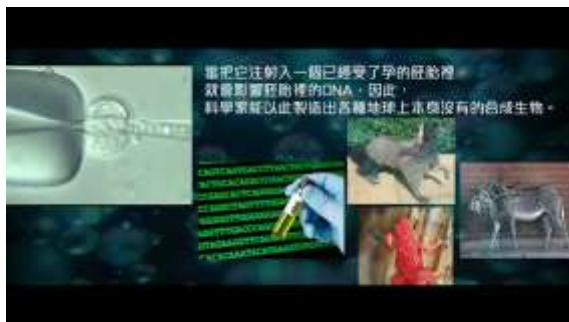 當把它注射入一個已經受了孕的胚胎裡，
就會影響胚胎裡的DNA，因此，
科學家能以此製造出各種地球上本身沒有的合成生物。